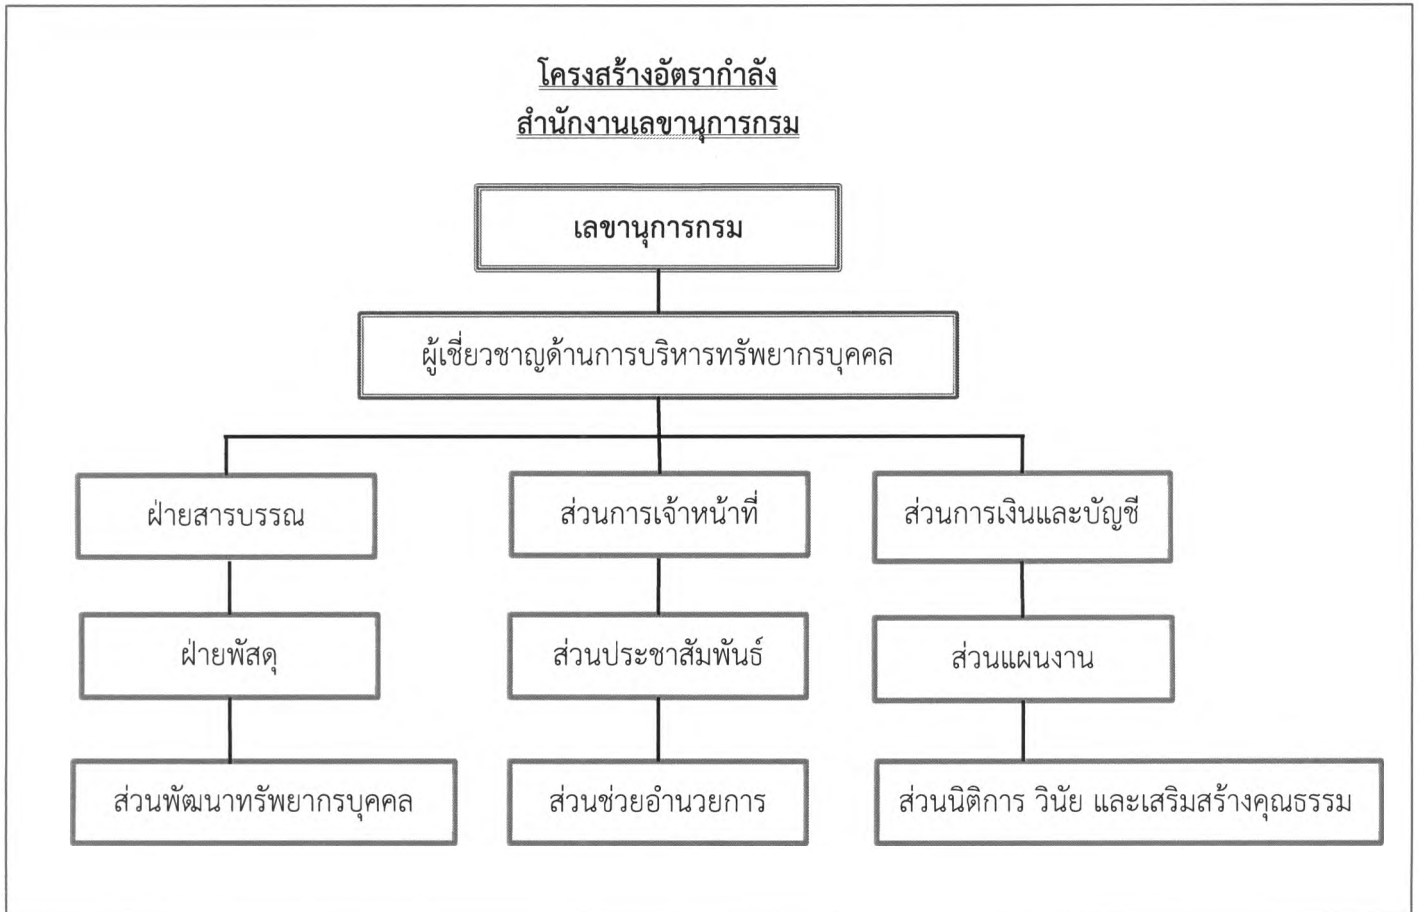 โครงสร้างอัตรากำลัง
สำนักงานเลขานุการกรม
เลขานุการกรม
ผู้เชี่ยวชาญด้านการบริหารทรัพยากรบุคคล
ฝ่ายสารบรรณ
ส่วนการเจ้าหน้าที่
ส่วนการเงินและบัญชี
ฝ่ายพัสดุ
ส่วนประชาสัมพันธ์
ส่วนแผนงาน
ส่วนพัฒนาทรัพยากรบุคคล
ส่วนช่วยอำนวยการ
ส่วนนิติการ วินัย และเสริมสร้างคุณธรรม